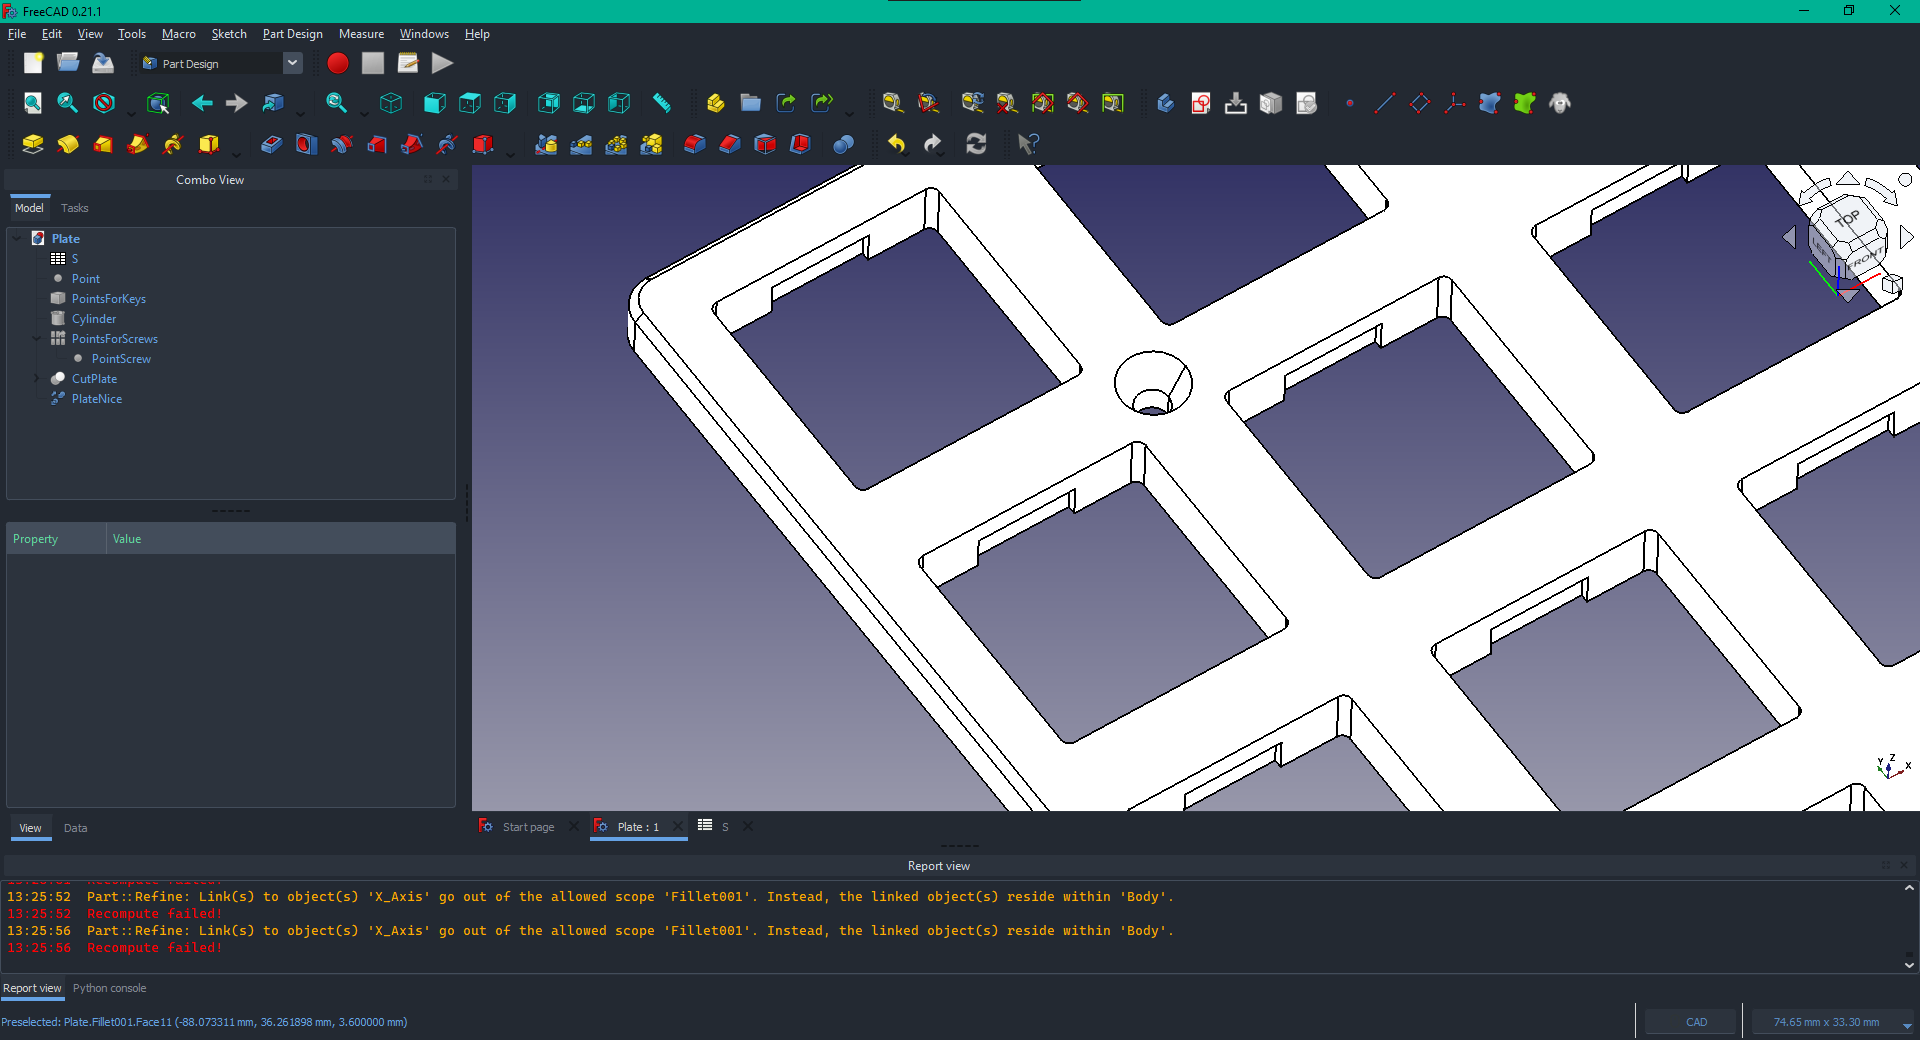 FreeCAD 0.21.1
File Edit View Tools Macro Sketch Part Design Measure Windows Help
Part Design
Combo View
Model Tasks
Plate
S
Point
PointsForKeys
Cylinder
PointsForScrews
PointScrew
CutPlate
PlateNice
Property Value
View Data
TOP
LEFT
FRONT
Y Z X
Start page Plate : 1 S
Report view
Recompute failed!
13:25:52 Part::Refine: Link(s) to object(s) 'X_Axis' go out of the allowed scope 'Fillet001'. Instead, the linked object(s) reside within 'Body'.
13:25:52 Recompute failed!
13:25:56 Part::Refine: Link(s) to object(s) 'X_Axis' go out of the allowed scope 'Fillet001'. Instead, the linked object(s) reside within 'Body'.
13:25:56 Recompute failed!
Report view Python console
Preselected: Plate.Fillet001.Face11 (-88.073311 mm, 36.261898 mm, 3.600000 mm)
CAD
74.65 mm x 33.30 mm